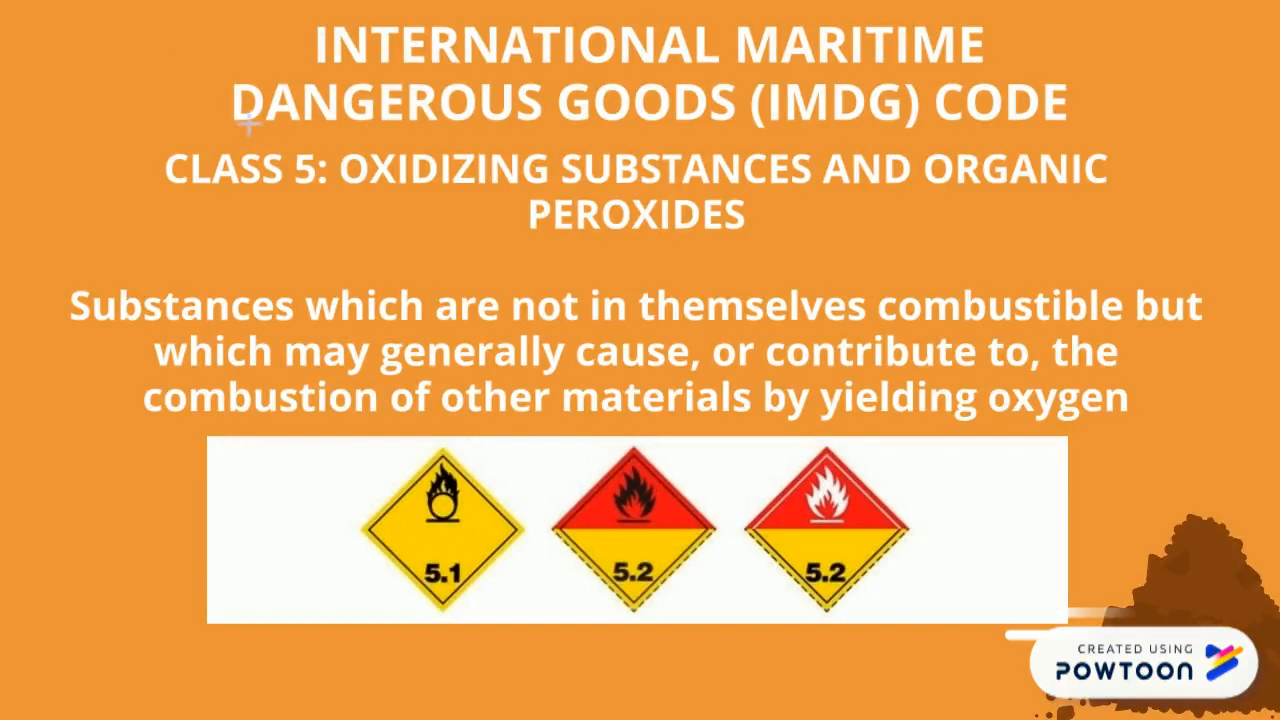 INTERNATIONAL MARITIME
DANGEROUS GOODS (IMDG) CODE
CLASS 5: OXIDIZING SUBSTANCES AND ORGANIC
PEROXIDES
Substances which are not in themselves combustible but
which may generally cause, or contribute to, the
combustion of other materials by yielding oxygen
5.1
5.2
5.2
CREATED USING
POWTOON